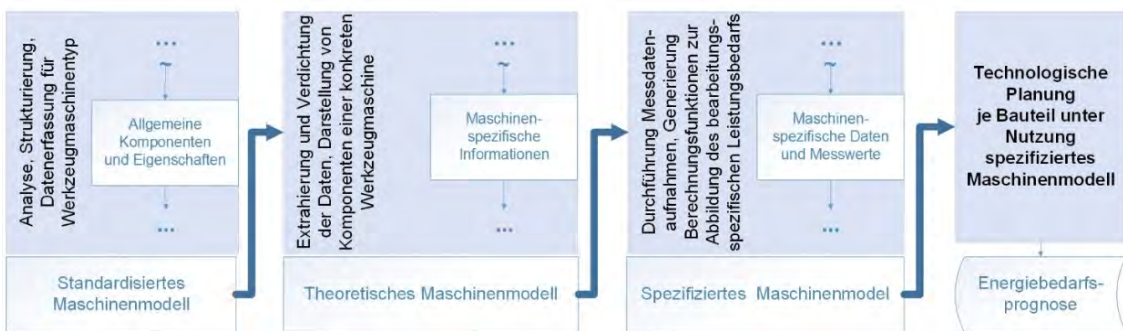 Analyse, Strukturierung,
Datenerfassung für
Werkzeugmaschinentyp
...
~
Allgemeine
Komponenten
und Eigenschaften
...
Standardisiertes
Maschinenmodell
Extrahierung und Verdichtung
der Daten, Darstellung von
Komponenten einer konkreten
Werkzeugmaschine
...
~
Maschinen-
spezifische
Informationen
...
Theoretisches Maschinenmodell
Durchführung Messdaten-
aufnahmen, Generierung
Berechnungsfunktionen zur
Abbildung des bearbeitungs-
spezifischen Leistungsbedarfs
...
~
Maschinen-
spezifische Daten
und Messwerte
...
Spezifiziertes Maschinenmodel
Technologische
Planung
je Bauteil unter
Nutzung
spezifiziertes
Maschinenmodell
Energiebedarfs-
prognose